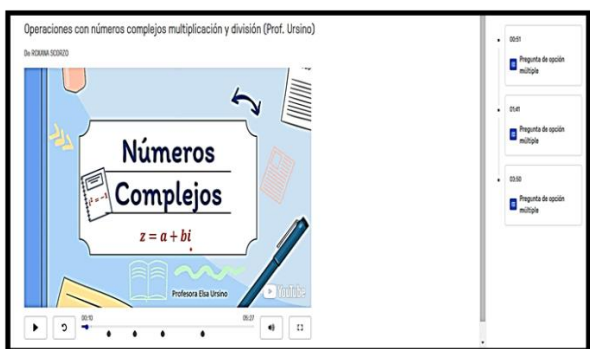 Operaciones con números complejos multiplicación y división (Prof. Ursino)
De ROXANA SCORZO
Números
Complejos
z = a + bi
Profesora Elsa Ursino
YouTube
00:10
05:27
00:51
Pregunta de opción
múltiple
01:41
Pregunta de opción
múltiple
Pregunta de opción
múltiple